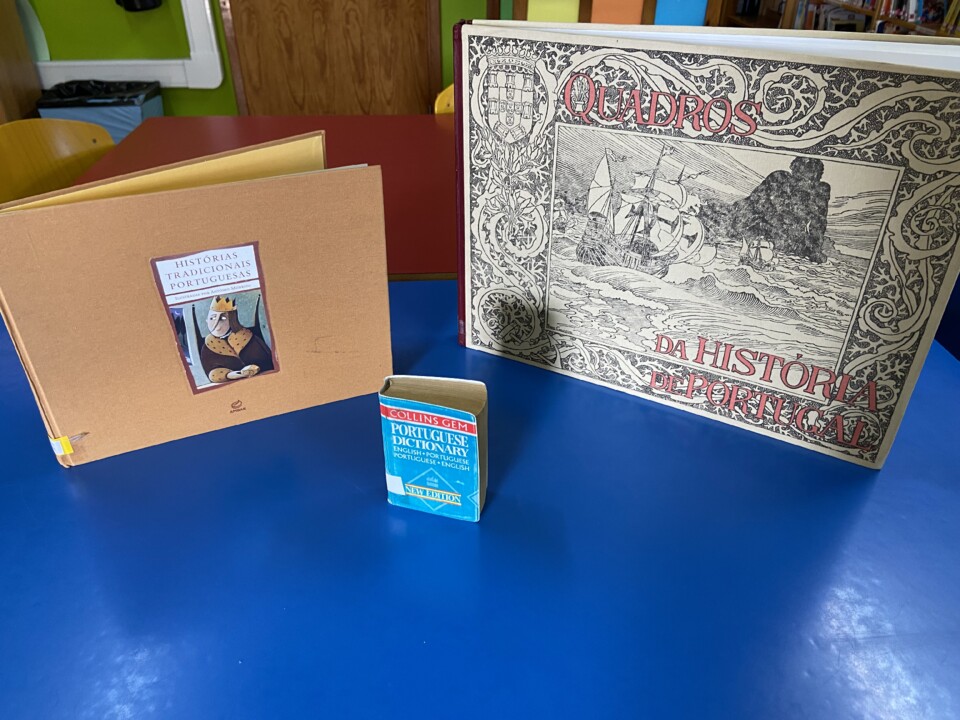 HISTÓRIAS
TRADICIONAIS
PORTUGUESAS
QUADROS
DA HISTÓRIA
DE PORTUGAL
COLLINS GEM
PORTUGUESE
DICTIONARY
ENGLISH • PORTUGUESE
PORTUGUESE • ENGLISH
NEW EDITION